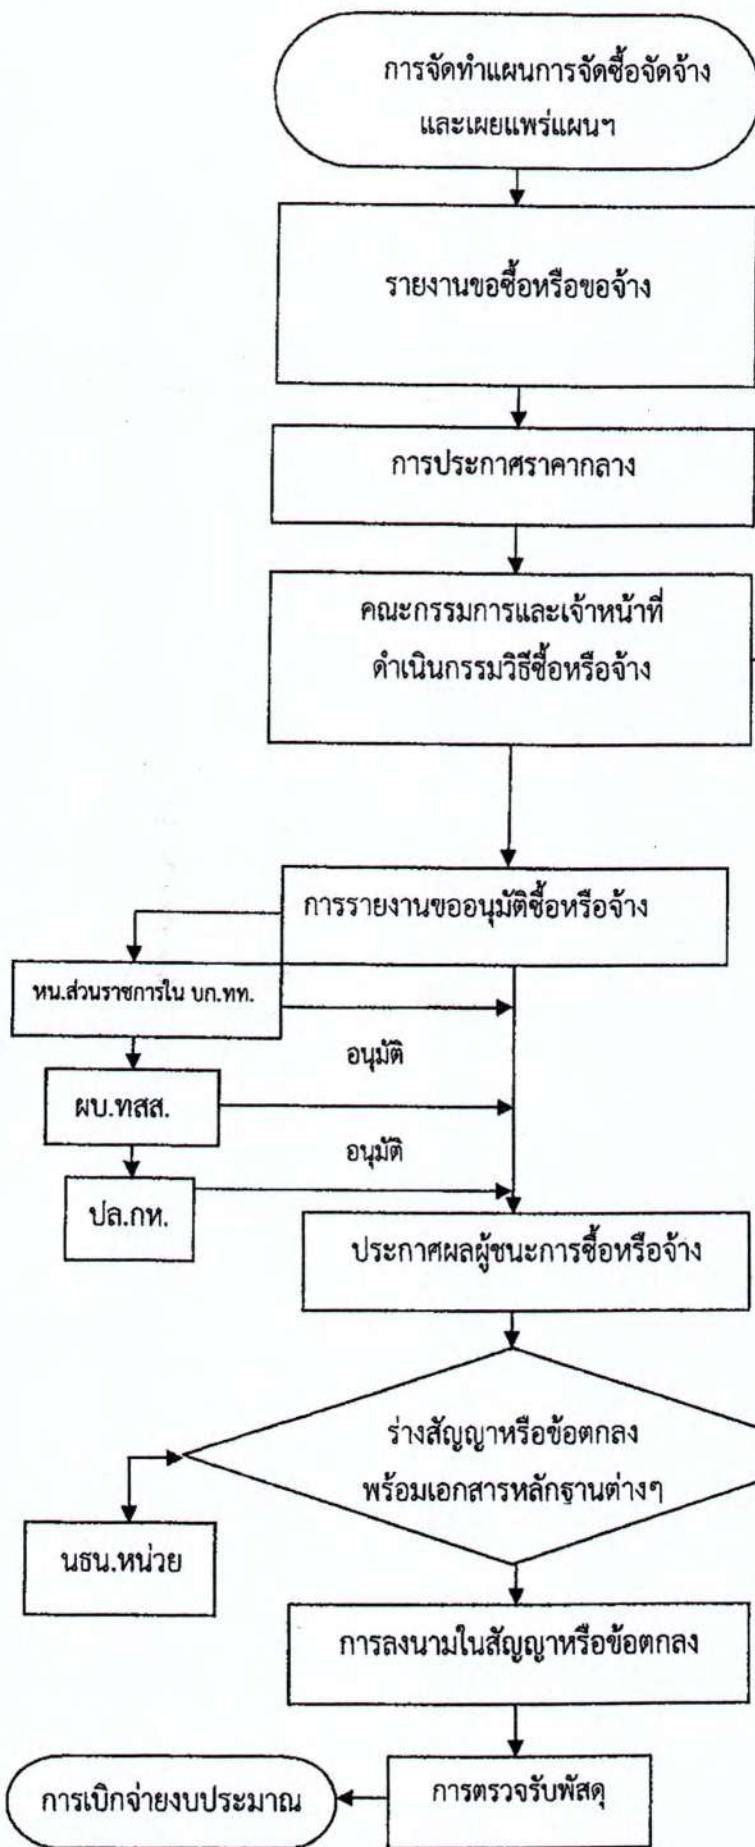 การจัดทำแผนการจัดซื้อจัดจ้าง
และเผยแพร่แผนฯ
รายงานขอซื้อหรือขอจ้าง
การประกาศราคากลาง
คณะกรรมการและเจ้าหน้าที่
ดำเนินกรรมวิธีซื้อหรือจ้าง
การรายงานขออนุมัติซื้อหรือจ้าง
หน.ส่วนราชการใน บก.ทท.
อนุมัติ
ผบ.ทสส.
อนุมัติ
ปล.กห.
ประกาศผลผู้ชนะการซื้อหรือจ้าง
ร่างสัญญาหรือข้อตกลง
พร้อมเอกสารหลักฐานต่างๆ
นธน.หน่วย
การลงนามในสัญญาหรือข้อตกลง
การตรวจรับพัสดุ
การเบิกจ่ายงบประมาณ